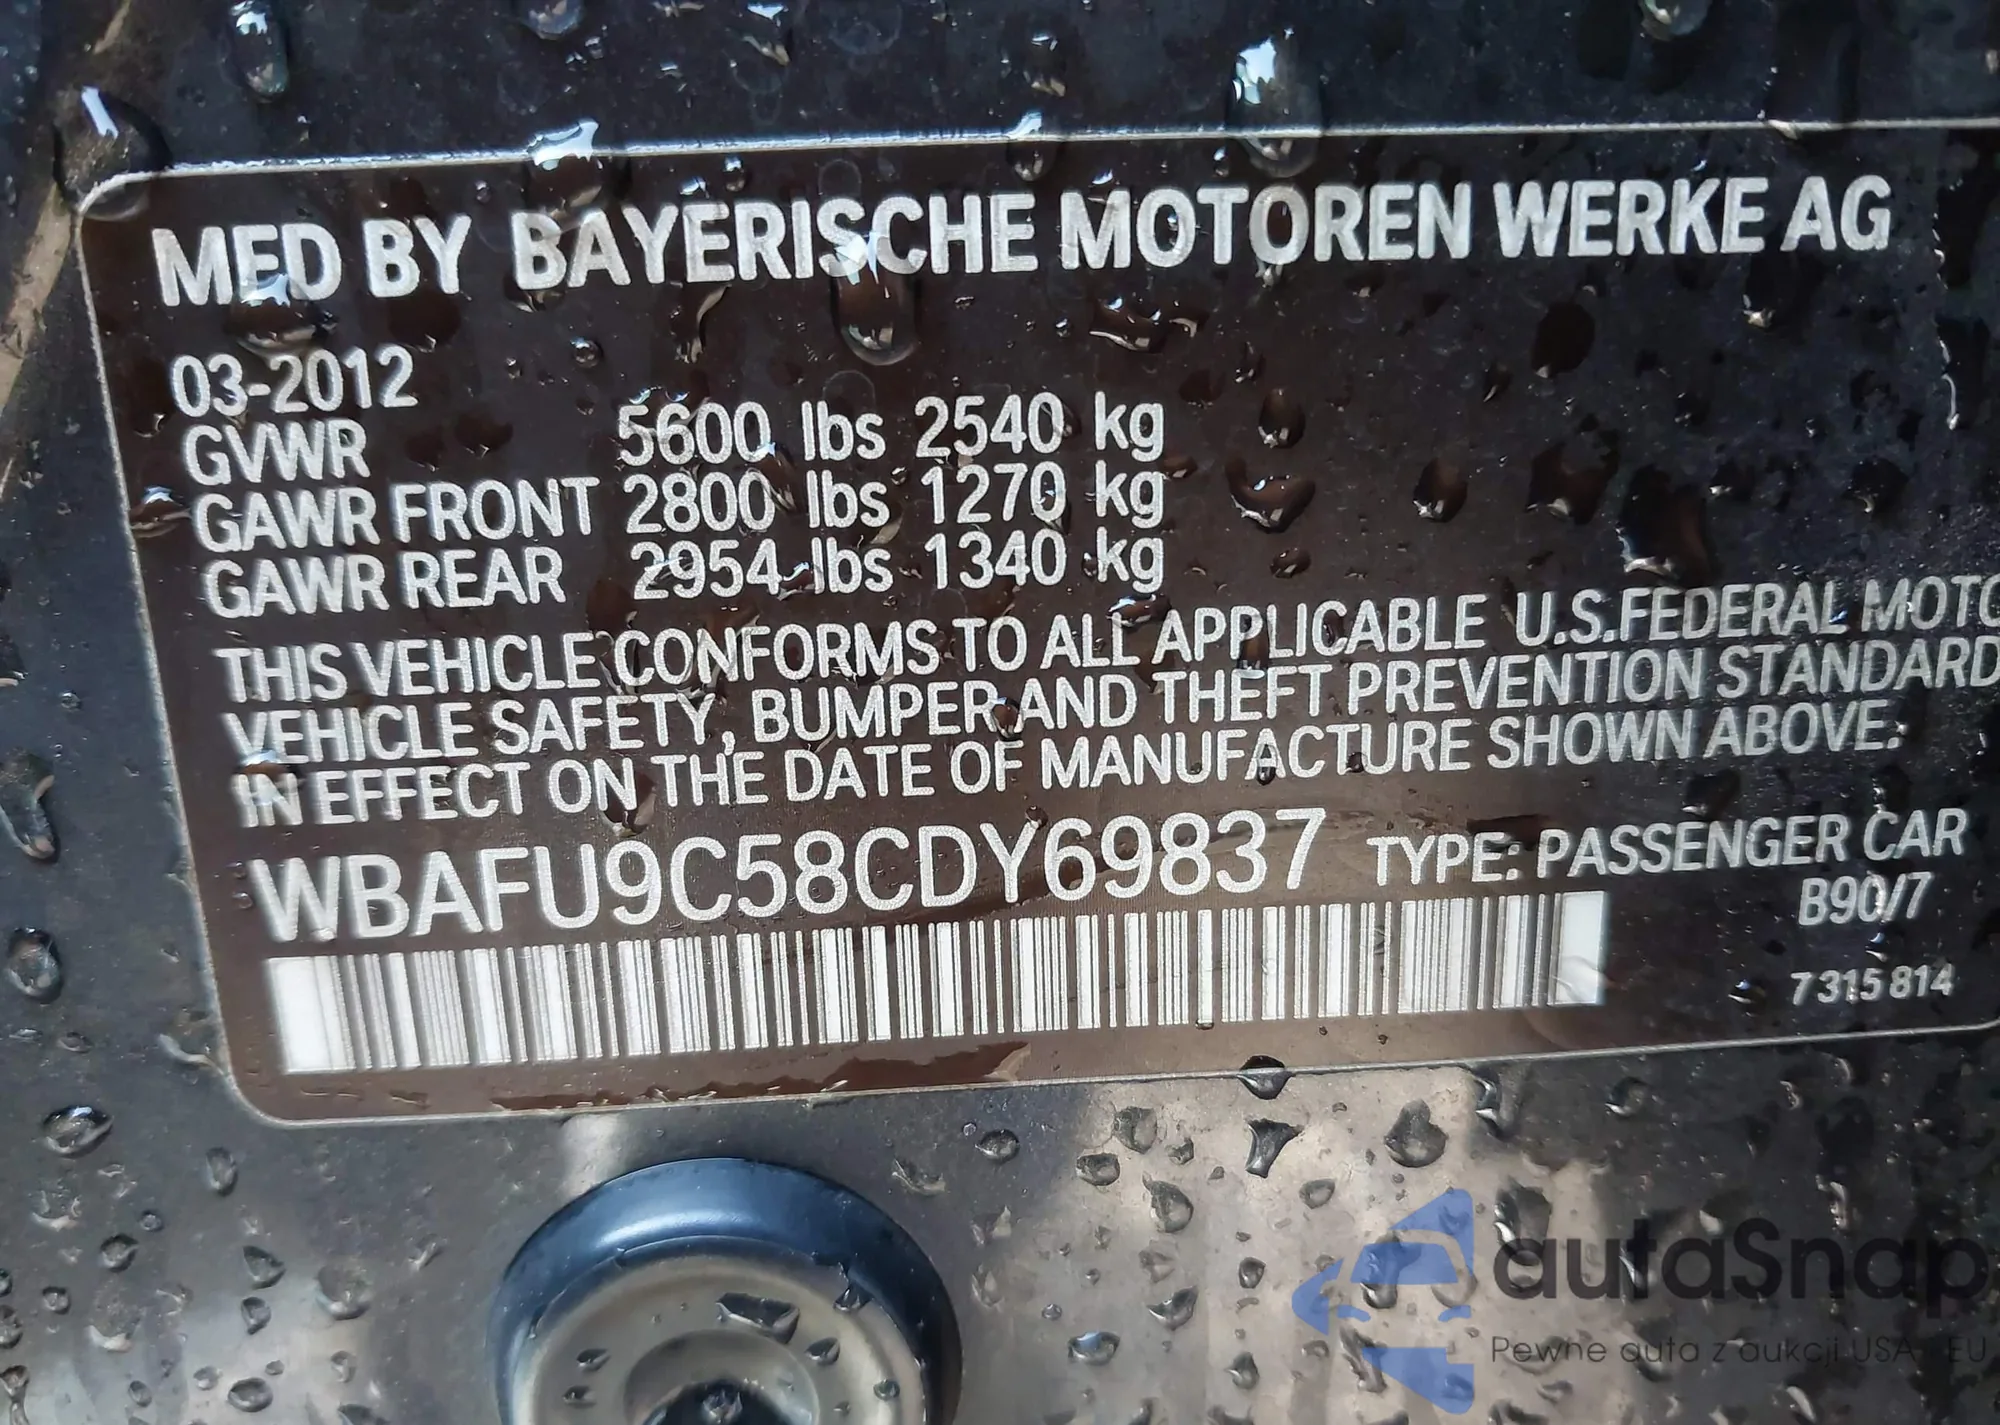 MFD BY BAYERISCHE MOTOREN WERKE AG
03-2012
GVWR 5600 lbs 2540 kg
GAWR FRONT 2800 lbs 1270 kg
GAWR REAR 2954 lbs 1340 kg
THIS VEHICLE CONFORMS TO ALL APPLICABLE U.S.FEDERAL MOTO
VEHICLE SAFETY, BUMPER AND THEFT PREVENTION STANDARD
IN EFFECT ON THE DATE OF MANUFACTURE SHOWN ABOVE.
WBAFU9C58CDY69837 TYPE: PASSENGER CAR
B90/7
7 315 814
autaSnap
Pewne auta z aukcji USA i EU